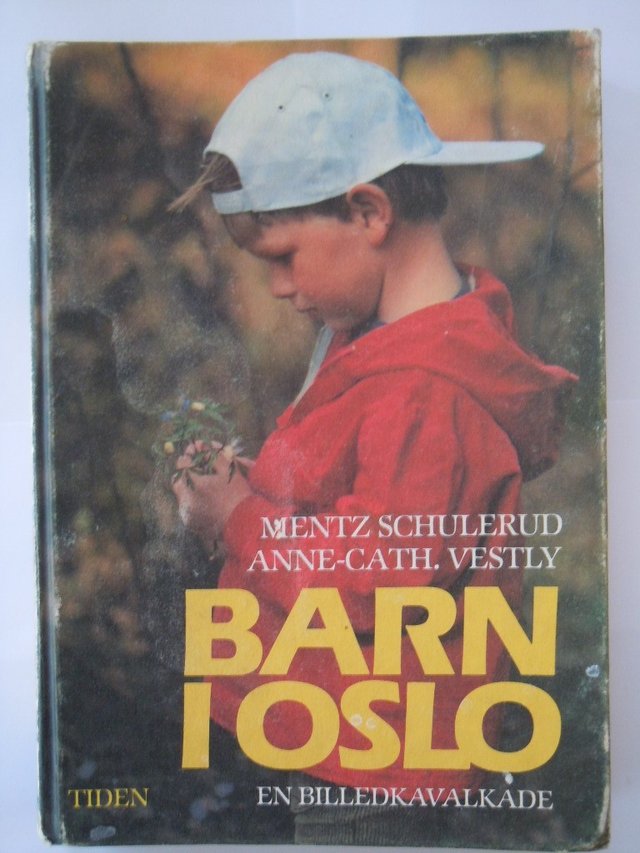 MENTZ SCHULERUD
ANNE-CATH. VESTLY
BARN
I OSLO
TIDEN
EN BILLEDKAVALKADE